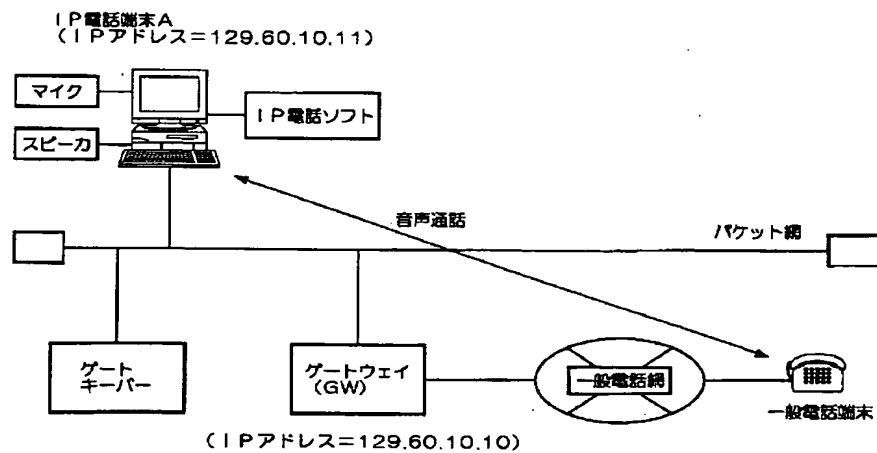 IP電話端末A
(IPアドレス=129.60.10.11)
マイク
IP電話ソフト
スピーカ
音声通話
パケット網
ゲート
キーパー
ゲートウェイ
(GW)
一般電話網
一般電話端末
(IPアドレス=129.60.10.10)